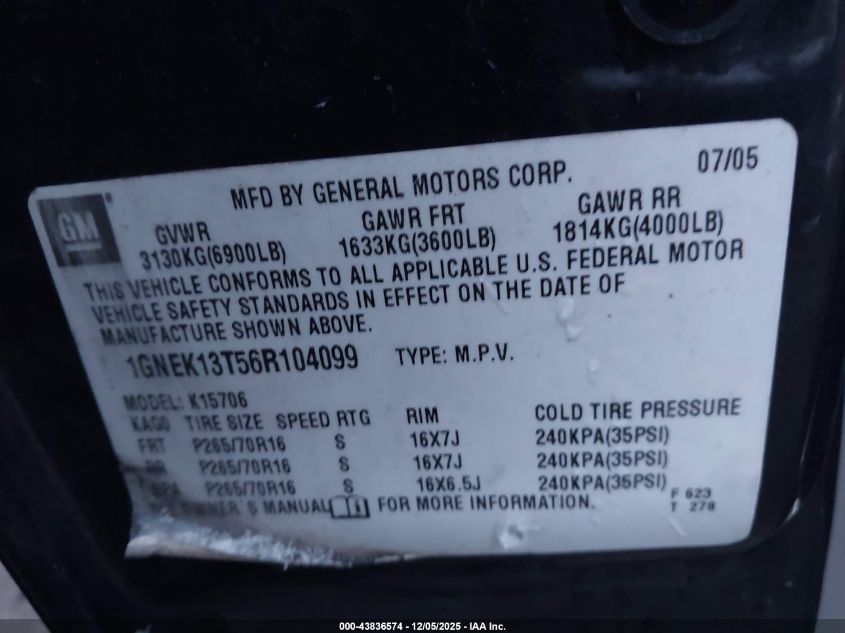 07/05
MFD BY GENERAL MOTORS CORP.
GM
GVWR GAWR FRT GAWR RR
3130KG(6900LB) 1633KG(3600LB) 1814KG(4000LB)
THIS VEHICLE CONFORMS TO ALL APPLICABLE U.S. FEDERAL MOTOR
VEHICLE SAFETY STANDARDS IN EFFECT ON THE DATE OF
MANUFACTURE SHOWN ABOVE.
1GNEK13T56R104099 TYPE: M.P.V.
MODEL: K15706
KAGO TIRE SIZE SPEED RTG RIM COLD TIRE PRESSURE
FRT P265/70R16 S 16X7J 240KPA(35PSI)
RR P265/70R16 S 16X7J 240KPA(35PSI)
P265/70R16 S 16X6.5J 240KPA(35PSI)
OWNER'S MANUAL FOR MORE INFORMATION.
F 623
T 278
000-43836574 | 12/05/2025 - IAA Inc.